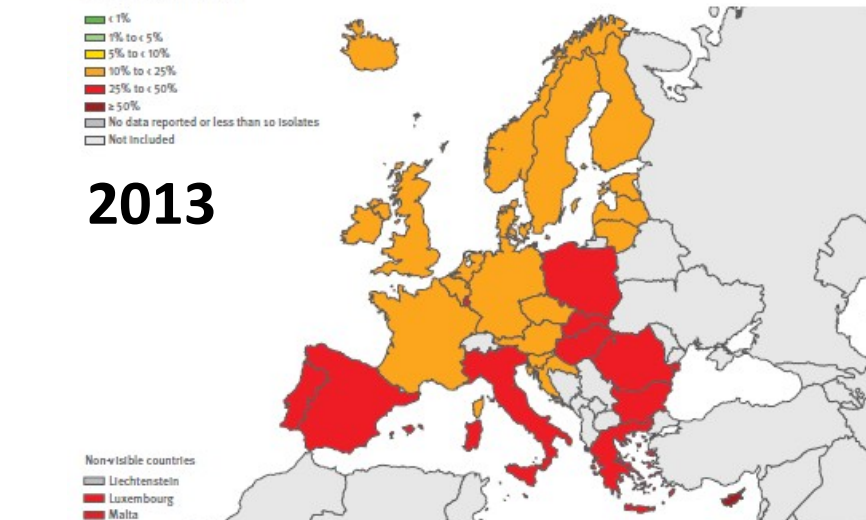 < 1%
1% to < 5%
5% to < 10%
10% to < 25%
25% to < 50%
≥ 50%
No data reported or less than 10 isolates
Not included
2013
Non-visible countries
Liechtenstein
Luxembourg
Malta